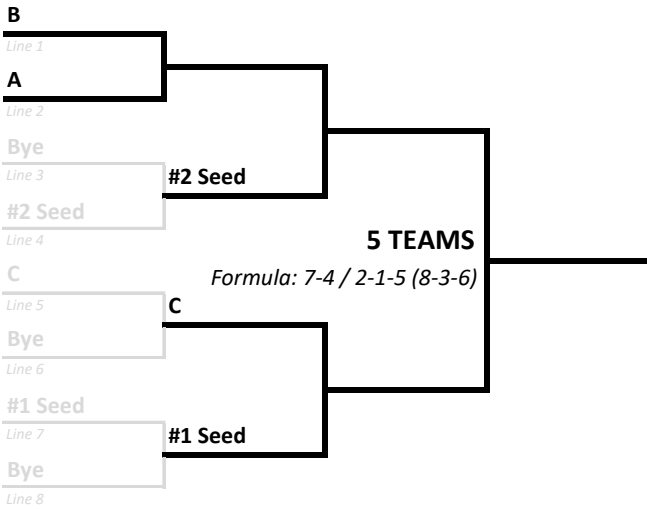 B
Line 1
A
Line 2
Bye
Line 3
#2 Seed
#2 Seed
Line 4
5 TEAMS
C
Formula: 7-4 / 2-1-5 (8-3-6)
Line 5
C
Bye
Line 6
#1 Seed
Line 7
#1 Seed
Bye
Line 8